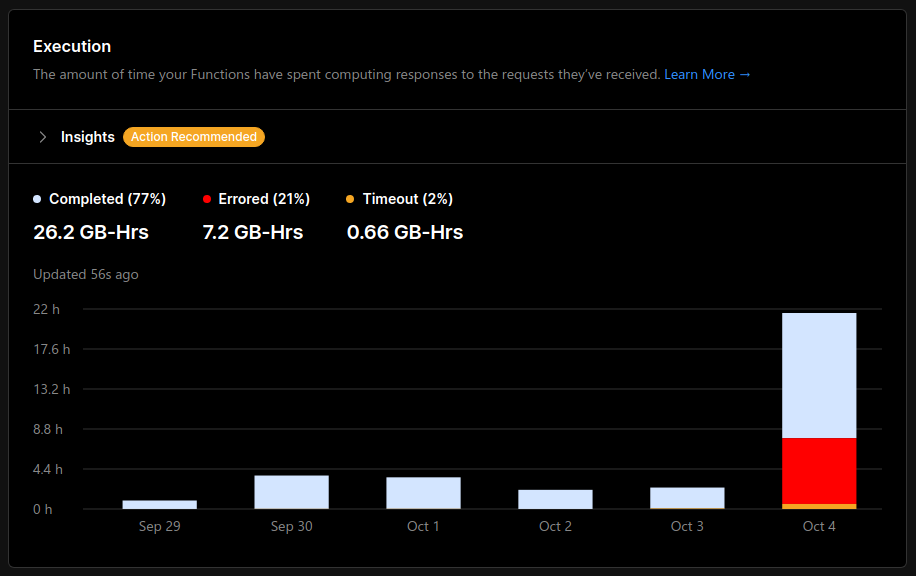 Execution
The amount of time your Functions have spent computing responses to the requests they've received. Learn More →
Insights Action Recommended
Completed (77%) Errored (21%) Timeout (2%)
26.2 GB-Hrs 7.2 GB-Hrs 0.66 GB-Hrs
Updated 56s ago
22 h
17.6 h
13.2 h
8.8 h
4.4 h
0 h
Sep 29 Sep 30 Oct 1 Oct 2 Oct 3 Oct 4